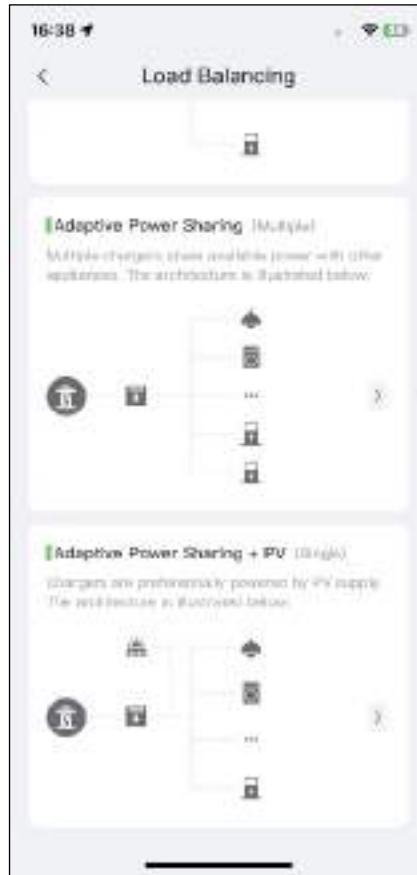 16:38
Load Balancing
Adaptive Power Sharing (Multiple)
Multiple chargers share available power with other
appliances. The architecture is illustrated below.
...
Adaptive Power Sharing + PV (Single)
Chargers are preferentially powered by PV supply.
The architecture is illustrated below.
...